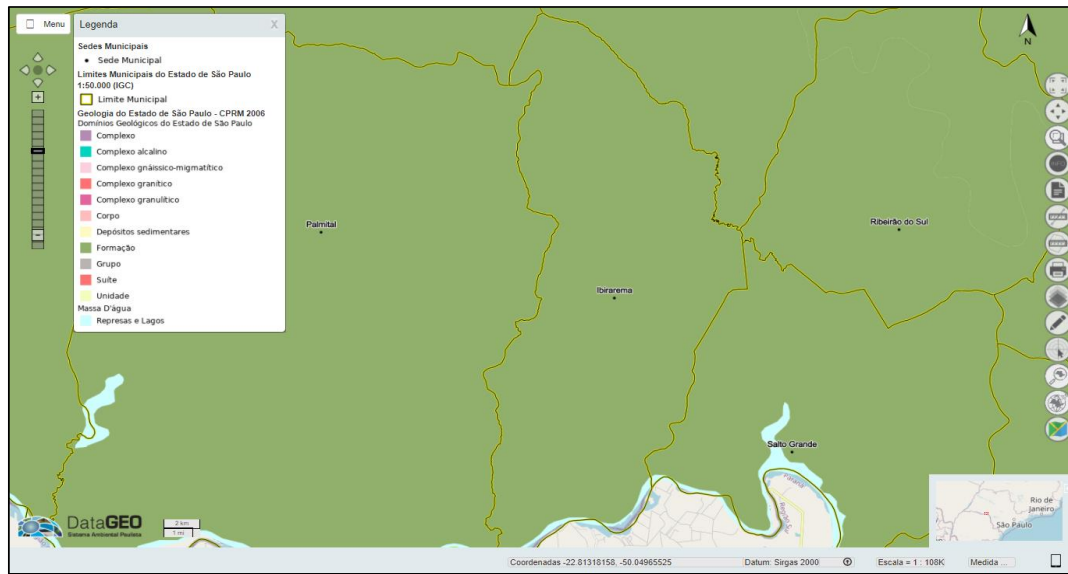 Menu
Legenda
X
Sedes Municipais
Sede Municipal
Limites Municipais do Estado de São Paulo
1:50.000 (IGC)
Limite Municipal
Geologia do Estado de São Paulo - CPRM 2006
Domínios Geológicos do Estado de São Paulo
Complexo
Complexo alcalino
Complexo gnáissico-migmatítico
Complexo granítico
Complexo granulítico
Corpo
Depósitos sedimentares
Formação
Grupo
Suíte
Unidade
Massa D'água
Represas e Lagos
N
INFO
Palmital
Ribeirão do Sul
Ibirarema
Salto Grande
Paraná
DataGEO
Sistema Ambiental Paulista
2 km
1 mi
Rio de
Janeiro
São Paulo
Coordenadas -22.81318158, -50.04965525
Datum: Sirgas 2000
Escala = 1 : 108K
Medida ...